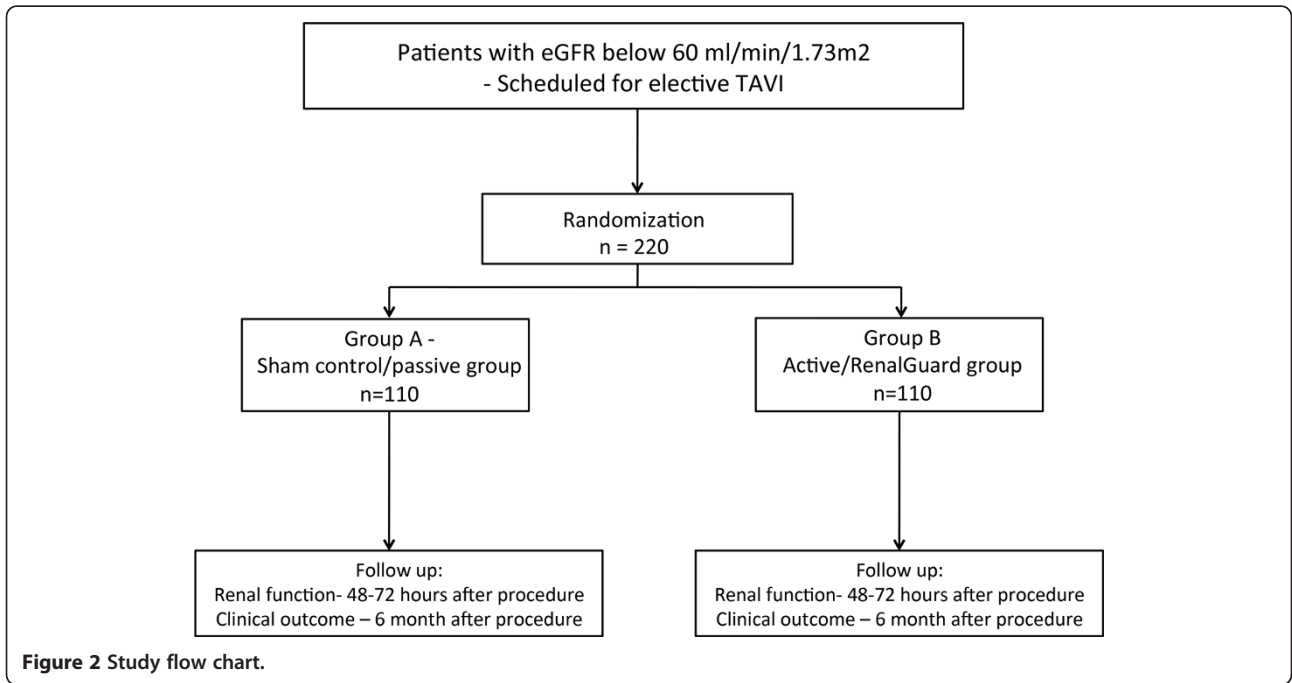 Patients with eGFR below 60 ml/min/1.73m2
- Scheduled for elective TAVI
Randomization
n = 220
Group A -
Sham control/passive group
n=110
Group B
Active/RenalGuard group
n=110
Follow up:
Renal function- 48-72 hours after procedure
Clinical outcome – 6 month after procedure
Follow up:
Renal function- 48-72 hours after procedure
Clinical outcome – 6 month after procedure
Figure 2 Study flow chart.